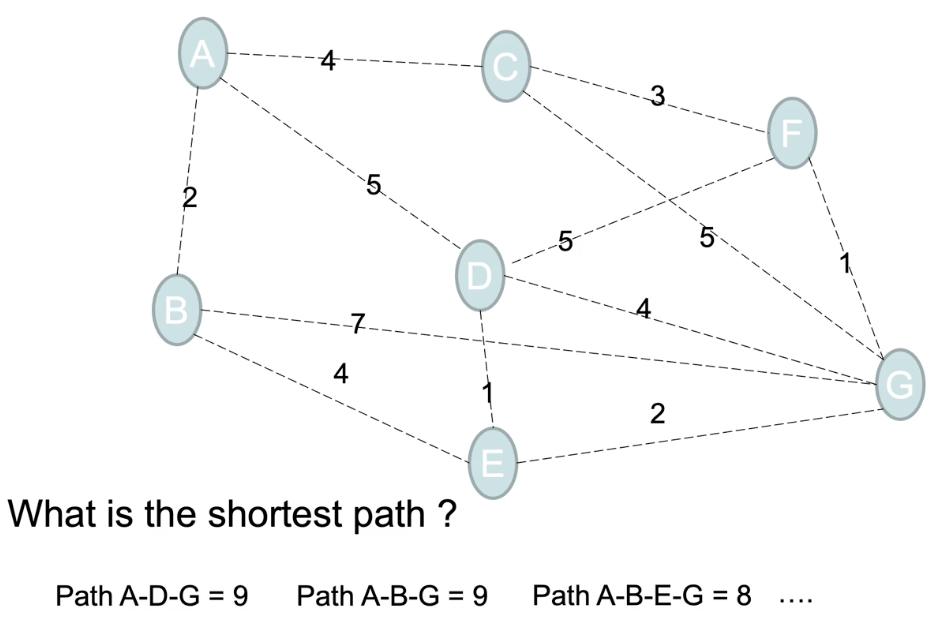 A
4
C
3
F
2
5
5
5
1
D
B
7
4
4
1
2
G
E
What is the shortest path ?
Path A-D-G = 9 Path A-B-G = 9 Path A-B-E-G = 8 ....